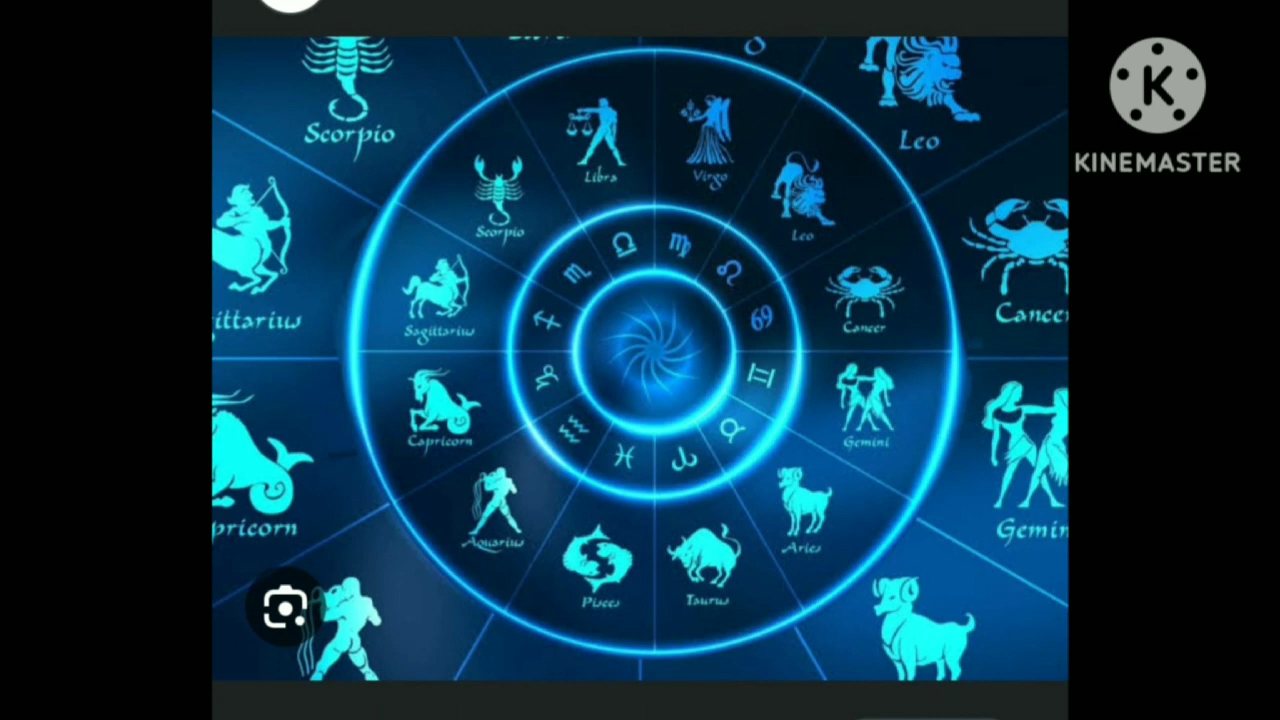 Scorpio
Leo
KINEMASTER
Libra
Virgo
Scorpio
Leo
ittarius
Sagittarius
Cancer
Cancer
Capricorn
Gemini
pricorn
Gemin
Aquarius
Aries
Pisces
Taurus